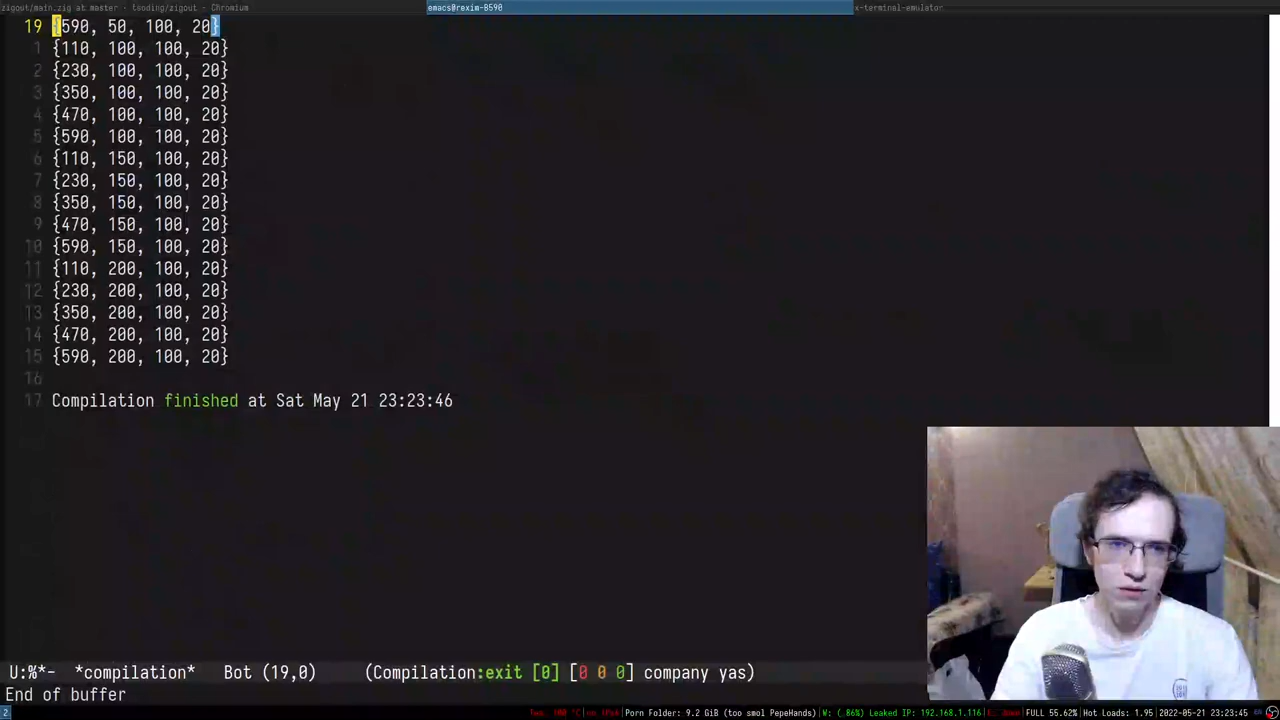 zigout/main.zig at master · tsoding/zigout - Chromium
emacs@rexim-B590
x-terminal-emulator
19 {590, 50, 100, 20}
1 {110, 100, 100, 20}
2 {230, 100, 100, 20}
3 {350, 100, 100, 20}
4 {470, 100, 100, 20}
5 {590, 100, 100, 20}
6 {110, 150, 100, 20}
7 {230, 150, 100, 20}
8 {350, 150, 100, 20}
9 {470, 150, 100, 20}
10 {590, 150, 100, 20}
11 {110, 200, 100, 20}
12 {230, 200, 100, 20}
13 {350, 200, 100, 20}
14 {470, 200, 100, 20}
15 {590, 200, 100, 20}
16
17 Compilation finished at Sat May 21 23:23:46
U:%*- *compilation* Bot (19,0) (Compilation:exit [0] [0 0 0] company yas)
End of buffer
2 Porn Folder: 9.2 GiB (too smol PepeHands) W: ( 86%) Leaked IP: 192.168.1.116 E: down FULL 55.62% Hot Loads: 1.95 2022-05-21 23:23:45